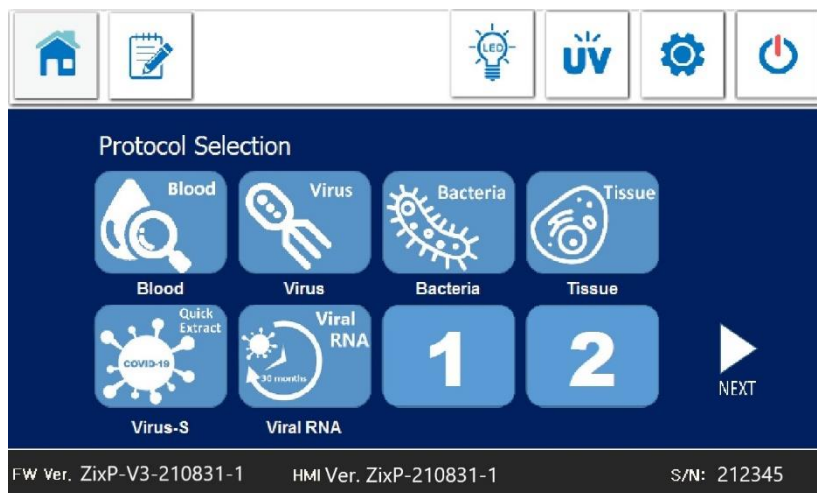 LED
UV
Protocol Selection
Blood
Virus
Bacteria
Tissue
Blood
Virus
Bacteria
Tissue
Quick
Extract
COVID-19
Viral
RNA
30 months
1
2
NEXT
Virus-S
Viral RNA
FW Ver. ZixP-V3-210831-1
HMI Ver. ZixP-210831-1
S/N: 212345